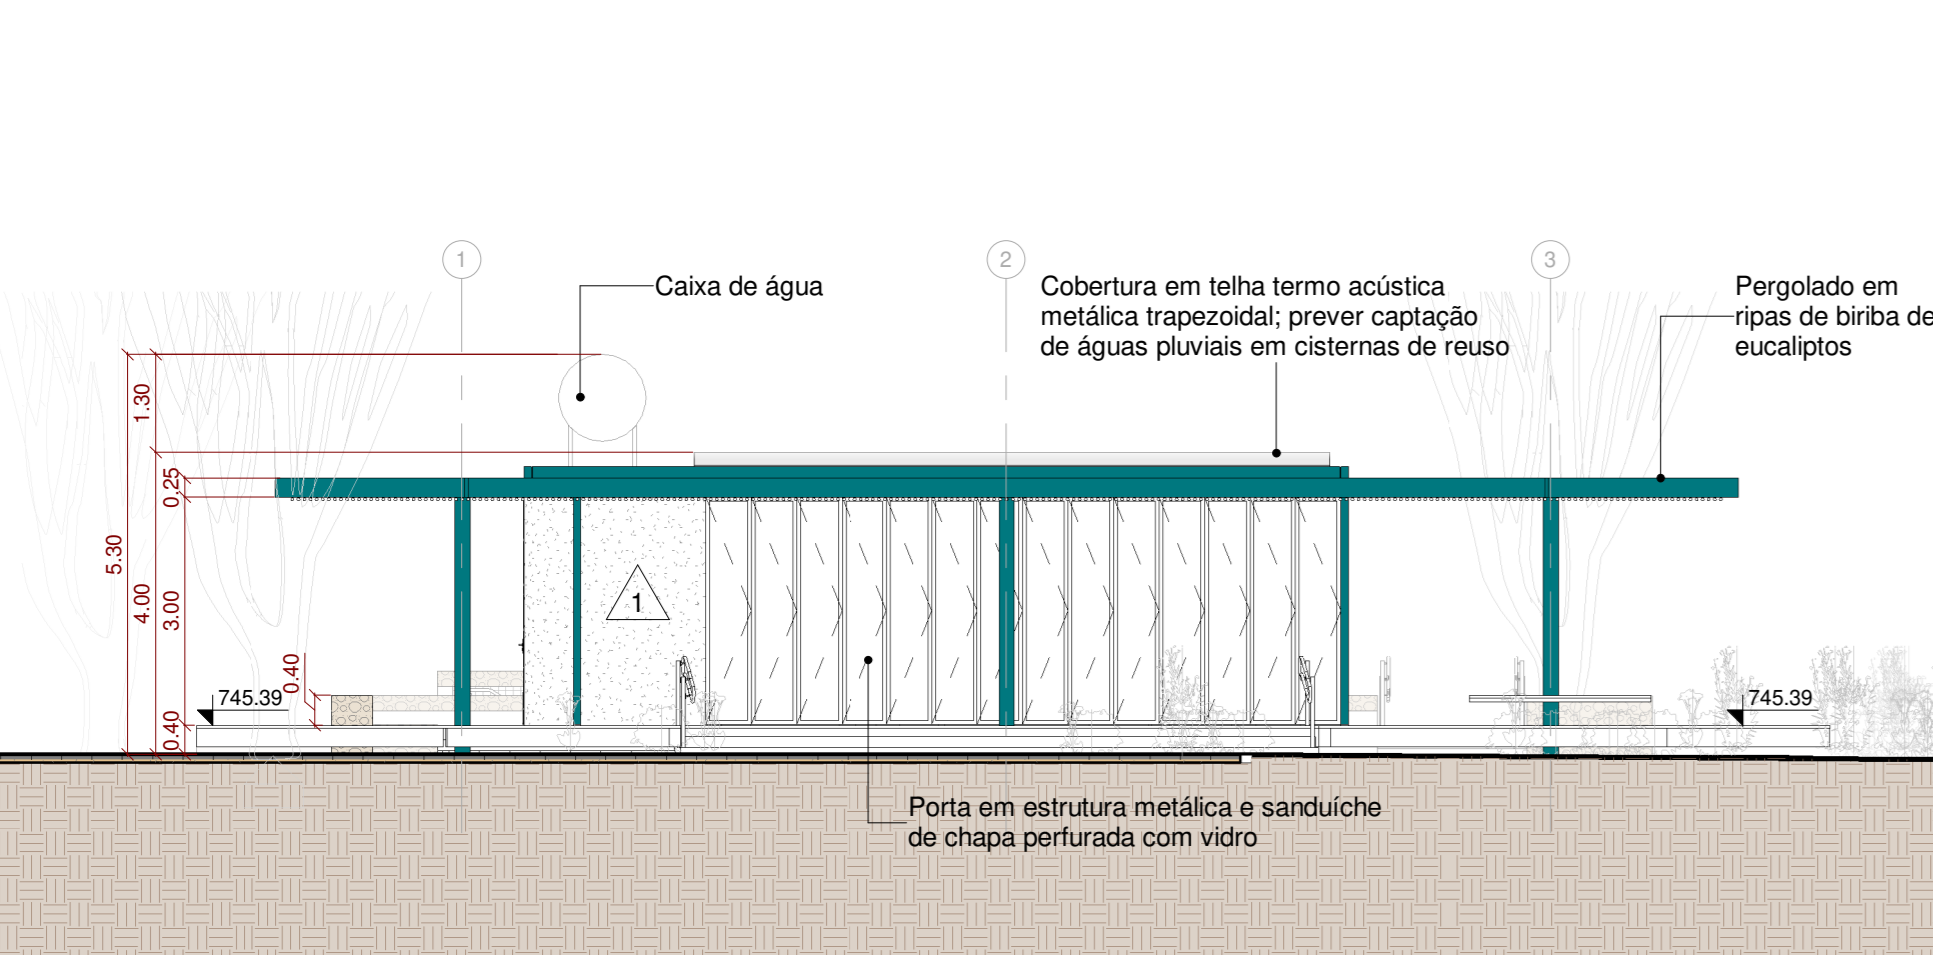 1
2
3
Caixa de água
Cobertura em telha termo acústica
metálica trapezoidal; prever captação
de águas pluviais em cisternas de reuso
Pergolado em
ripas de biriba de
eucaliptos
1.30
0.25
5.30
4.00
3.00
1
0.40
745.39
745.39
0.40
Porta em estrutura metálica e sanduíche
de chapa perfurada com vidro